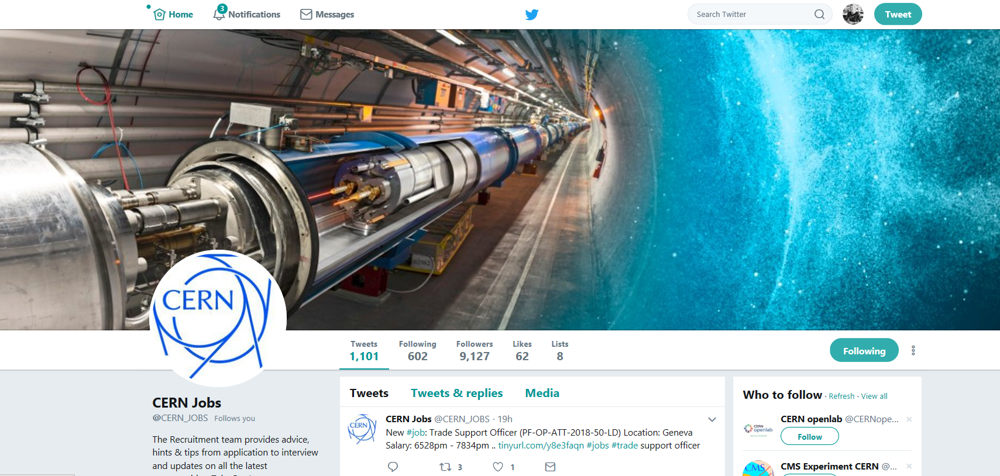 Home
3
Notifications
Messages
Search Twitter
Tweet
CERN
Tweets
1,101
Following
602
Followers
9,127
Likes
62
Lists
8
Following
CERN Jobs
@CERN_JOBS Follows you
The Recruitment team provides advice,
hints & tips from application to interview
and updates on all the latest
Tweets
Tweets & replies
Media
CERN
CERN Jobs @CERN_JOBS · 19h
New #job: Trade Support Officer (PF-OP-ATT-2018-50-LD) Location: Geneva
Salary: 6528pm - 7834pm .. tinyurl.com/y8e3faqn #jobs #trade support officer
3
1
Who to follow · Refresh · View all
CERN
openlab
CERN openlab @CERNope...
Follow
CMS
CMS Experiment CERN @...